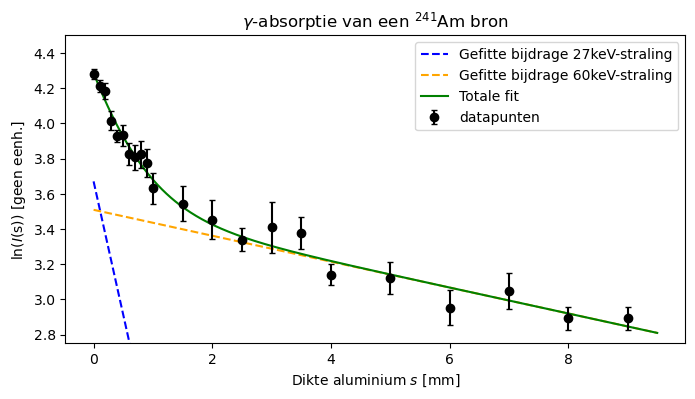 γ-absorptie van een ²⁴¹Am bron
Gefitte bijdrage 27keV-straling
Gefitte bijdrage 60keV-straling
Totale fit
datapunten
ln(I(s)) [geen eenh.]
4.4
4.2
4.0
3.8
3.6
3.4
3.2
3.0
2.8
0 2 4 6 8
Dikte aluminium s [mm]